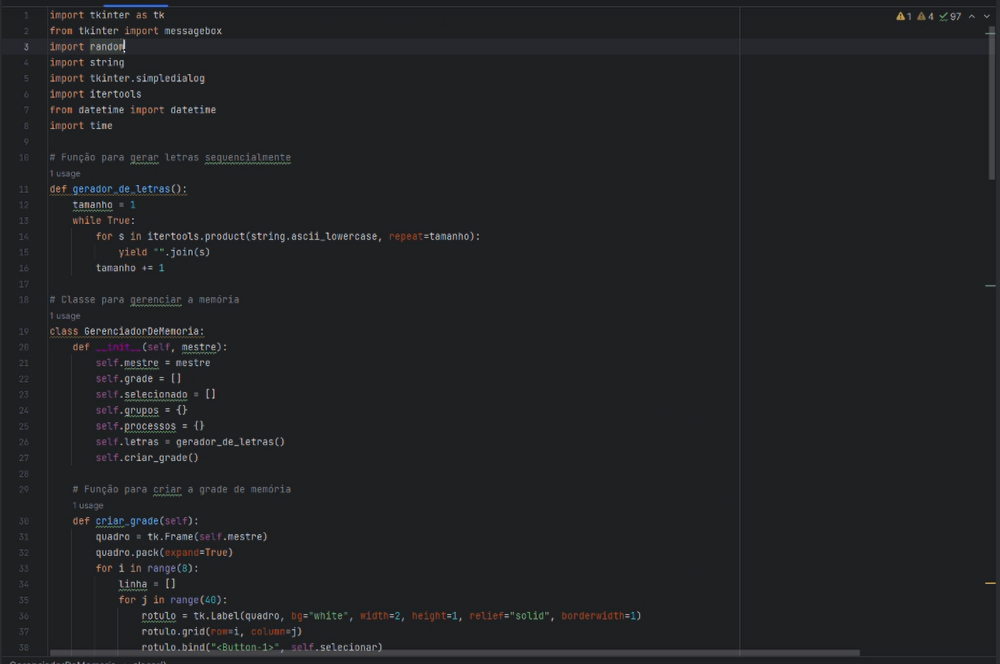 1 import tkinter as tk
2 from tkinter import messagebox
3 import random
4 import string
5 import tkinter.simpledialog
6 import itertools
7 from datetime import datetime
8 import time
9
10 # Função para gerar letras sequencialmente
1 usage
11 def gerador_de_letras():
12 tamanho = 1
13 while True:
14 for s in itertools.product(string.ascii_lowercase, repeat=tamanho):
15 yield "".join(s)
16 tamanho += 1
17
18 # Classe para gerenciar a memória
1 usage
19 class GerenciadorDeMemoria:
20 def __init__(self, mestre):
21 self.mestre = mestre
22 self.grade = []
23 self.selecionado = []
24 self.grupos = {}
25 self.processos = {}
26 self.letras = gerador_de_letras()
27 self.criar_grade()
28
29 # Função para criar a grade de memória
1 usage
30 def criar_grade(self):
31 quadro = tk.Frame(self.mestre)
32 quadro.pack(expand=True)
33 for i in range(8):
34 linha = []
35 for j in range(40):
36 rotulo = tk.Label(quadro, bg="white", width=2, height=1, relief="solid", borderwidth=1)
37 rotulo.grid(row=i, column=j)
38 rotulo.bind("<Button-1>", self.selecionar)
1 4 97